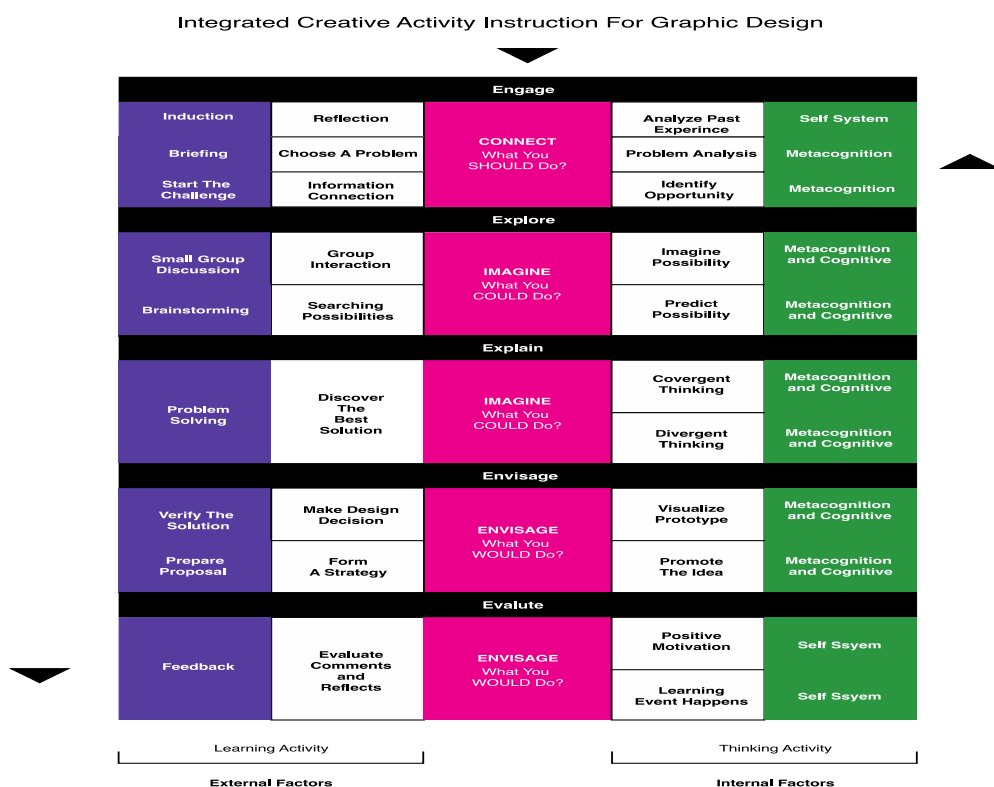 Integrated Creative Activity Instruction For Graphic Design
Engage
Induction
Reflection
CONNECT
What You
SHOULD Do?
Analyze Past
Experince
Self System
Briefing
Choose A Problem
Problem Analysis
Metacognition
Start The
Challenge
Information
Connection
Identify
Opportunity
Metacognition
Explore
Small Group
Discussion
Group
Interaction
IMAGINE
What You
COULD Do?
Imagine
Possibility
Metacognition
and Cognitive
Brainstorming
Searching
Possibilities
Predict
Possibility
Metacognition
and Cognitive
Explain
Problem
Solving
Discover
The
Best
Solution
IMAGINE
What You
COULD Do?
Covergent
Thinking
Metacognition
and Cognitive
Divergent
Thinking
Metacognition
and Cognitive
Envisage
Verify The
Solution
Make Design
Decision
ENVISAGE
What You
WOULD Do?
Visualize
Prototype
Metacognition
and Cognitive
Prepare
Proposal
Form
A Strategy
Promote
The Idea
Metacognition
and Cognitive
Evalute
Feedback
Evaluate
Comments
and
Reflects
ENVISAGE
What You
WOULD Do?
Positive
Motivation
Self Ssyem
Learning
Event Happens
Self Ssyem
Learning Activity
Thinking Activity
External Factors
Internal Factors